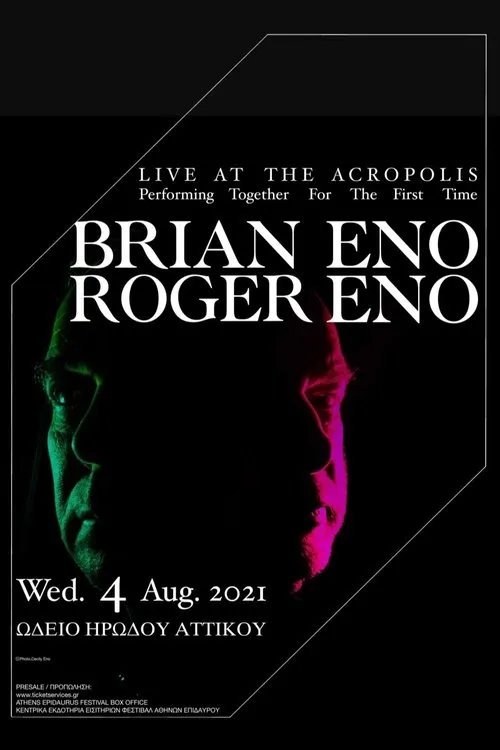 LIVE AT THE ACROPOLIS
Performing Together For The First Time
BRIAN ENO
ROGER ENO
Wed. 4 Aug. 2021
ΩΔΕΙΟ ΗΡΩΔΟΥ ΑΤΤΙΚΟΥ
©Photo.Cecily Eno
PRESALE / ΠΡΟΠΩΛΗΣΗ:
www.ticketservices.gr
ATHENS EPIDAURUS FESTIVAL BOX OFFICE
ΚΕΝΤΡΙΚΑ ΕΚΔΟΤΗΡΙΑ ΕΙΣΙΤΗΡΙΩΝ ΦΕΣΤΙΒΑΛ ΑΘΗΝΩΝ ΕΠΙΔΑΥΡΟΥ